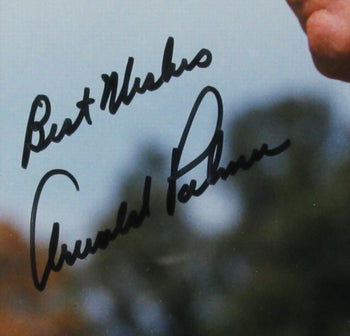 Best Wishes
Arnold Palmer